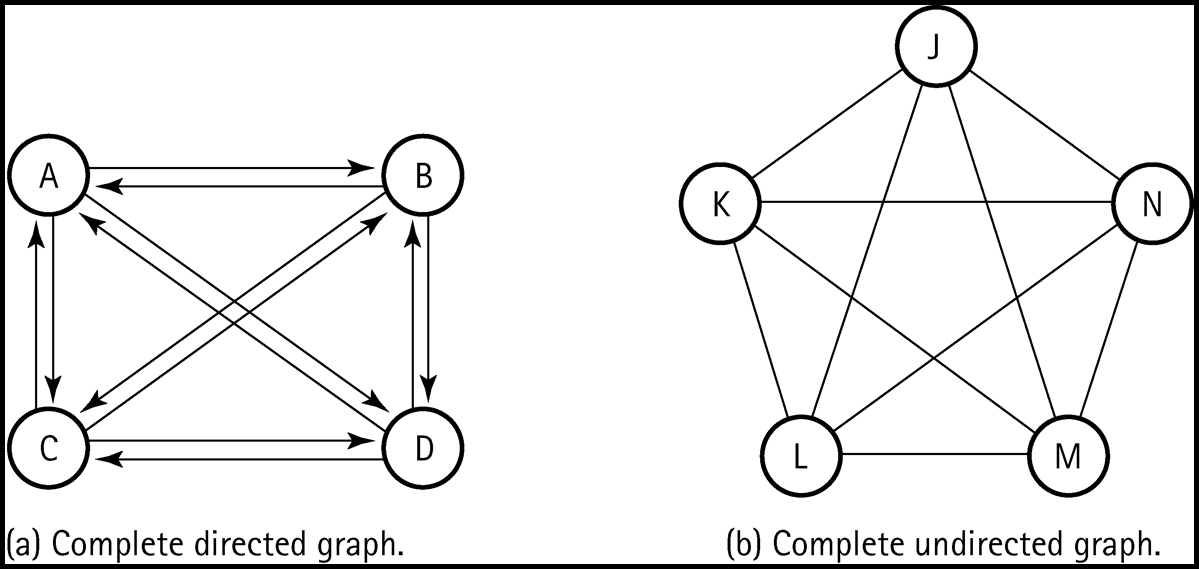 J
A
B
K
N
C
D
L
M
(a) Complete directed graph.
(b) Complete undirected graph.